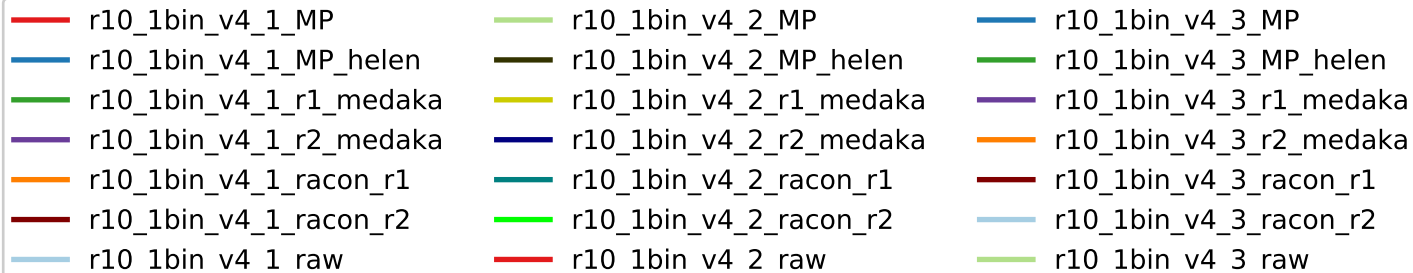 r10_1bin_v4_1_MP
r10_1bin_v4_1_MP_helen
r10_1bin_v4_1_r1_medaka
r10_1bin_v4_1_r2_medaka
r10_1bin_v4_1_racon_r1
r10_1bin_v4_1_racon_r2
r10_1bin_v4_1_raw
r10_1bin_v4_2_MP
r10_1bin_v4_2_MP_helen
r10_1bin_v4_2_r1_medaka
r10_1bin_v4_2_r2_medaka
r10_1bin_v4_2_racon_r1
r10_1bin_v4_2_racon_r2
r10_1bin_v4_2_raw
r10_1bin_v4_3_MP
r10_1bin_v4_3_MP_helen
r10_1bin_v4_3_r1_medaka
r10_1bin_v4_3_r2_medaka
r10_1bin_v4_3_racon_r1
r10_1bin_v4_3_racon_r2
r10_1bin_v4_3_raw